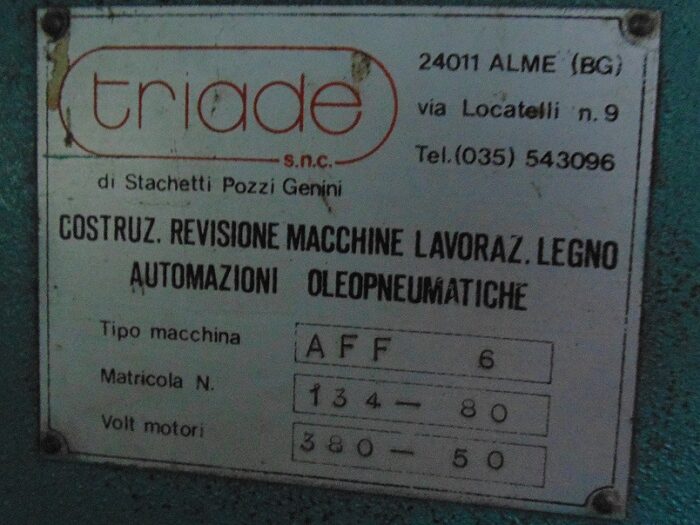 triade
s.n.c.
di Stachetti Pozzi Genini
24011 ALME (BG)
via Locatelli n. 9
Tel. (035) 543096
COSTRUZ. REVISIONE MACCHINE LAVORAZ. LEGNO
AUTOMAZIONI OLEOPNEUMATICHE
Tipo macchina AFF 6
Matricola N. 134-80
Volt motori 380-50